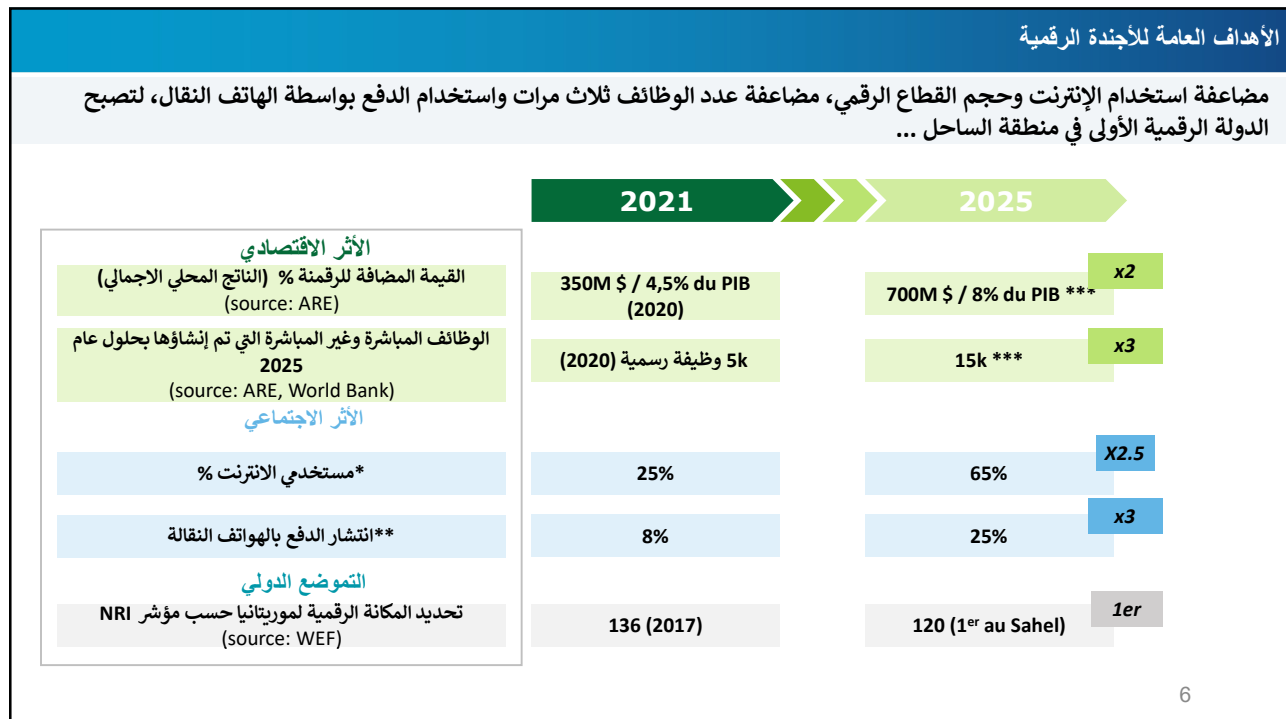 الأهداف العامة للأجندة الرقمية
مضاعفة استخدام الإنترنت وحجم القطاع الرقمي، مضاعفة عدد الوظائف ثلاث مرات واستخدام الدفع بواسطة الهاتف النقال، لتصبح
الدولة الرقمية الأولى في منطقة الساحل ...
2021
2025
الأثر الاقتصادي
القيمة المضافة للرقمنة % (الناتج المحلي الاجمالي)
(source: ARE)
350M $ / 4,5% du PIB
(2020)
700M $ / 8% du PIB ***
x2
الوظائف المباشرة وغير المباشرة التي تم إنشاؤها بحلول عام
2025
(source: ARE, World Bank)
5k وظيفة رسمية (2020)
15k ***
x3
الأثر الاجتماعي
*مستخدمي الانترنت %
25%
65%
X2.5
**انتشار الدفع بالهواتف النقالة
8%
25%
x3
التموضع الدولي
تحديد المكانة الرقمية لموريتانيا حسب مؤشر NRI
(source: WEF)
136 (2017)
120 (1er au Sahel)
1er
6